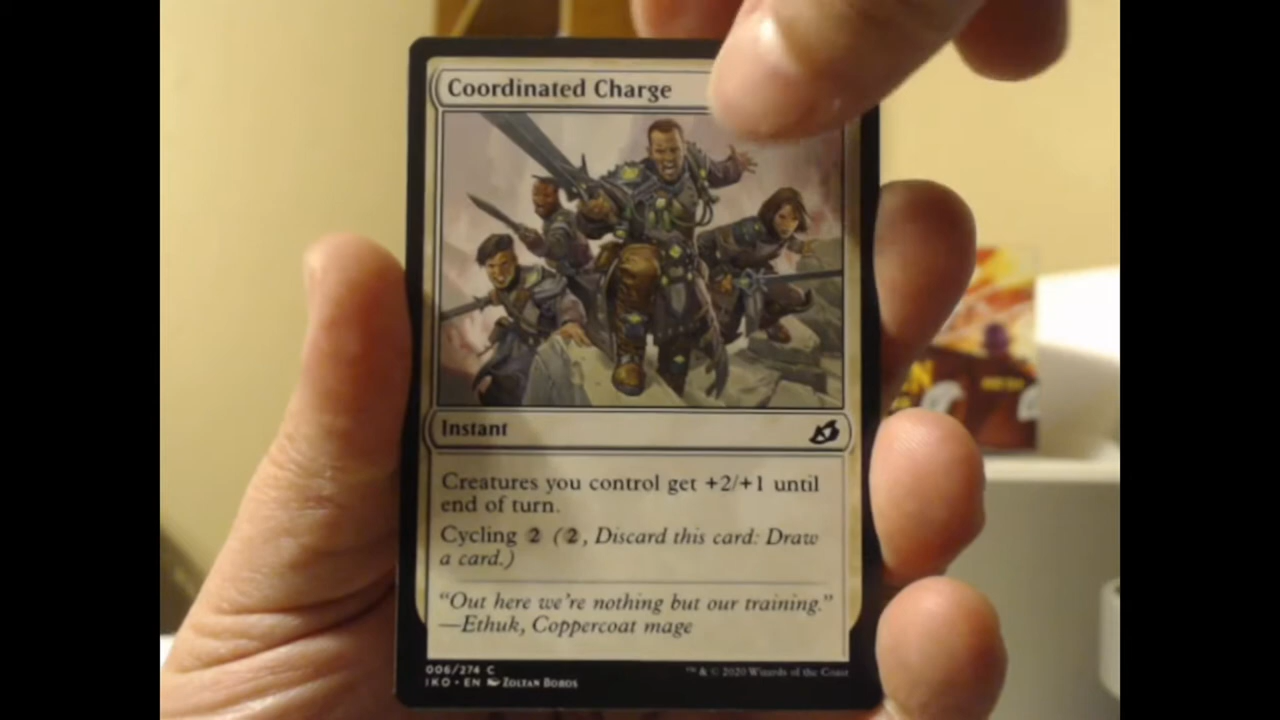 Coordinated Charge
Instant
Creatures you control get +2/+1 until
end of turn.
Cycling 2 (2, Discard this card: Draw
a card.)
"Out here we're nothing but our training."
—Ethuk, Coppercoat mage
006/274 C
™ & © 2020 Wizards of the Coast
IKO • EN Zoltan Boros